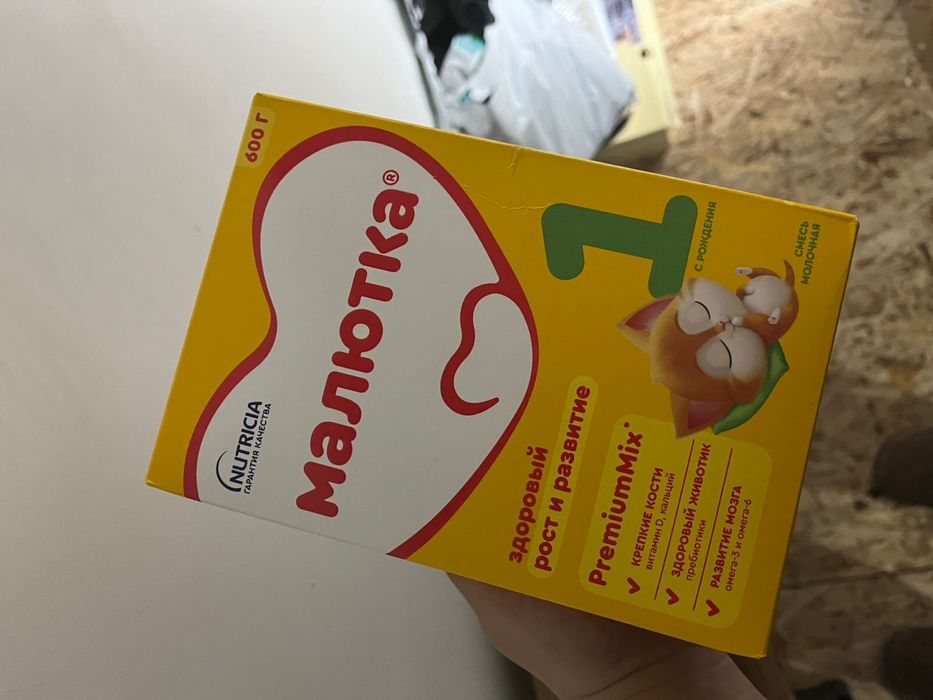 600 г
NUTRICIA
ГАРАНТИЯ КАЧЕСТВА
малютка®
1
С РОЖДЕНИЯ
СМЕСЬ
МОЛОЧНАЯ
здоровый
рост и развитие
PremiumMix*
КРЕПКИЕ КОСТИ
витамин D, кальций
ЗДОРОВЫЙ ЖИВОТИК
пребиотики
РАЗВИТИЕ МОЗГА
омега-3 и омега-6